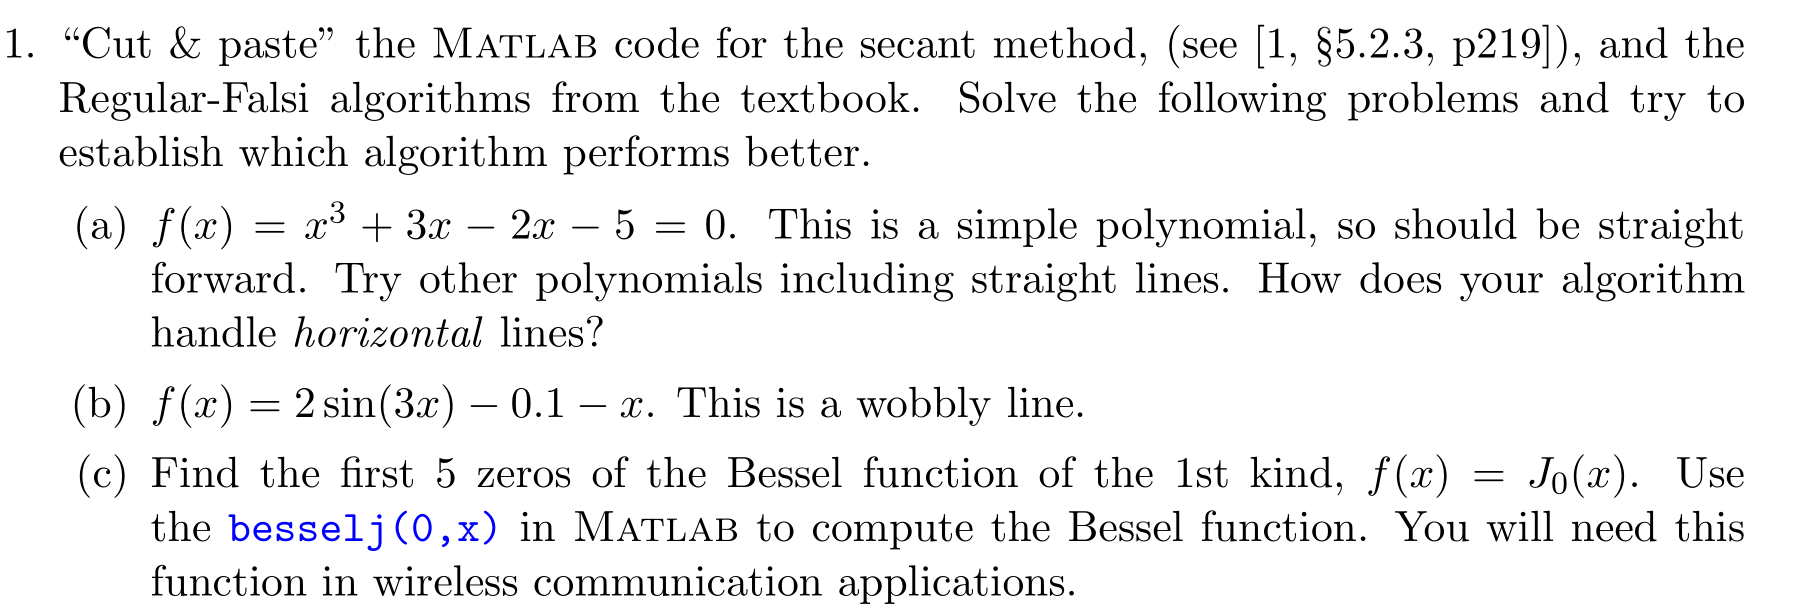 1. “Cut & paste” the MATLAB code for the secant method, (see [1, §5.2.3, p219]), and the
Regular-Falsi algorithms from the textbook. Solve the following problems and try to
establish which algorithm performs better.
(a) f(x) = x³ + 3x − 2x − 5 = 0. This is a simple polynomial, so should be straight
forward. Try other polynomials including straight lines. How does your algorithm
handle horizontal lines?
(b) f(x) = 2 sin(3x) − 0.1 − x. This is a wobbly line.
(c) Find the first 5 zeros of the Bessel function of the 1st kind, f(x) = J₀(x). Use
the besselj(0,x) in MATLAB to compute the Bessel function. You will need this
function in wireless communication applications.